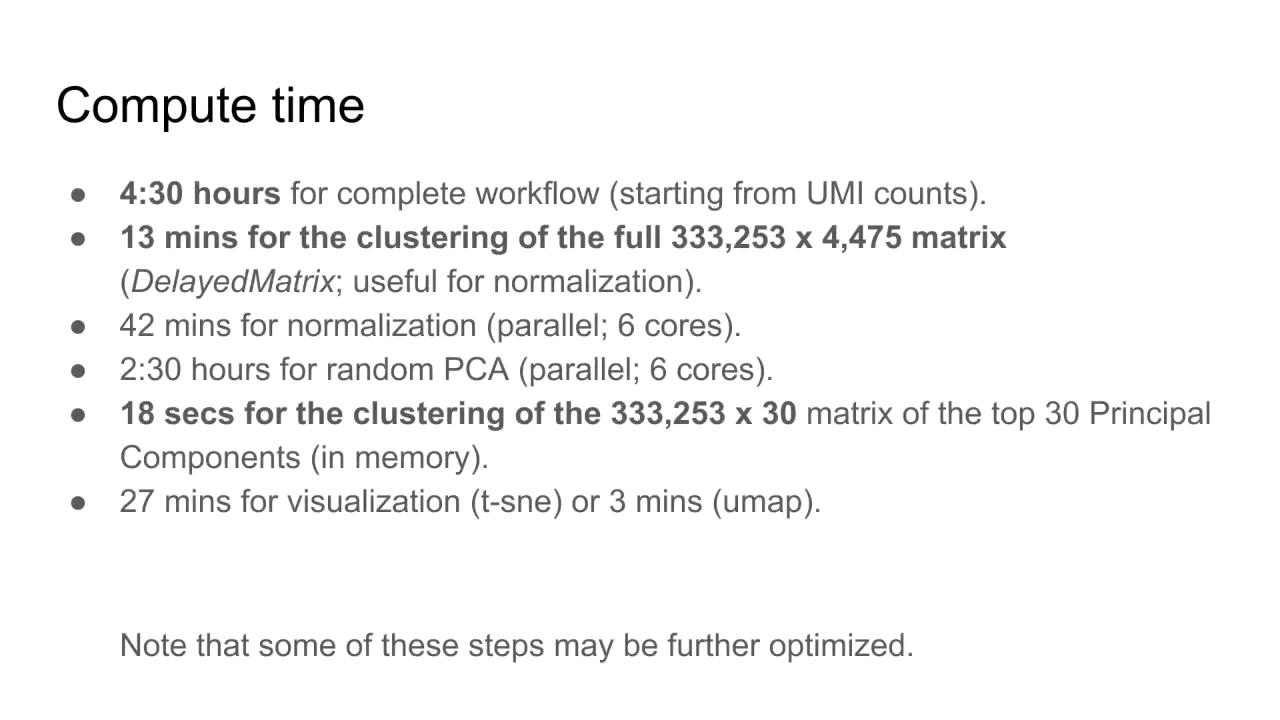 Compute time
● 4:30 hours for complete workflow (starting from UMI counts).
● 13 mins for the clustering of the full 333,253 x 4,475 matrix
(DelayedMatrix; useful for normalization).
● 42 mins for normalization (parallel; 6 cores).
● 2:30 hours for random PCA (parallel; 6 cores).
● 18 secs for the clustering of the 333,253 x 30 matrix of the top 30 Principal
Components (in memory).
● 27 mins for visualization (t-sne) or 3 mins (umap).
Note that some of these steps may be further optimized.